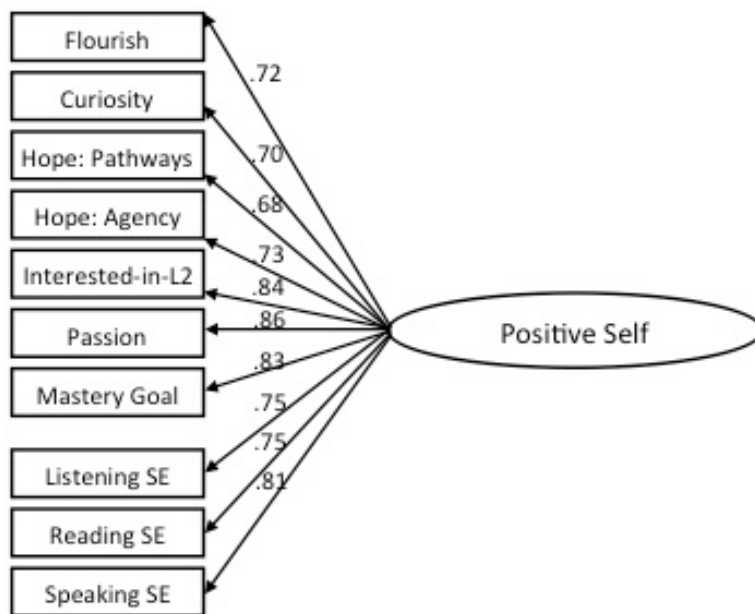 Flourish
.72
Curiosity
.70
Hope: Pathways
.68
Hope: Agency
.73
Interested-in-L2
.84
Passion
.86
Positive Self
Mastery Goal
.83
.75
Listening SE
.75
Reading SE
.81
Speaking SE